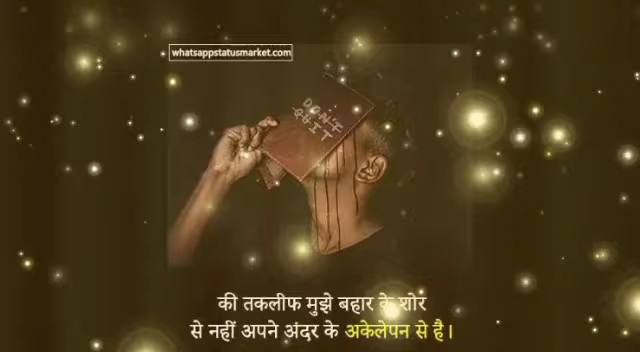 whatsappstatusmarket.com
DON'T
QUIT
की तकलीफ मुझे बहार के शोर
से नहीं अपने अंदर के अकेलेपन से है।